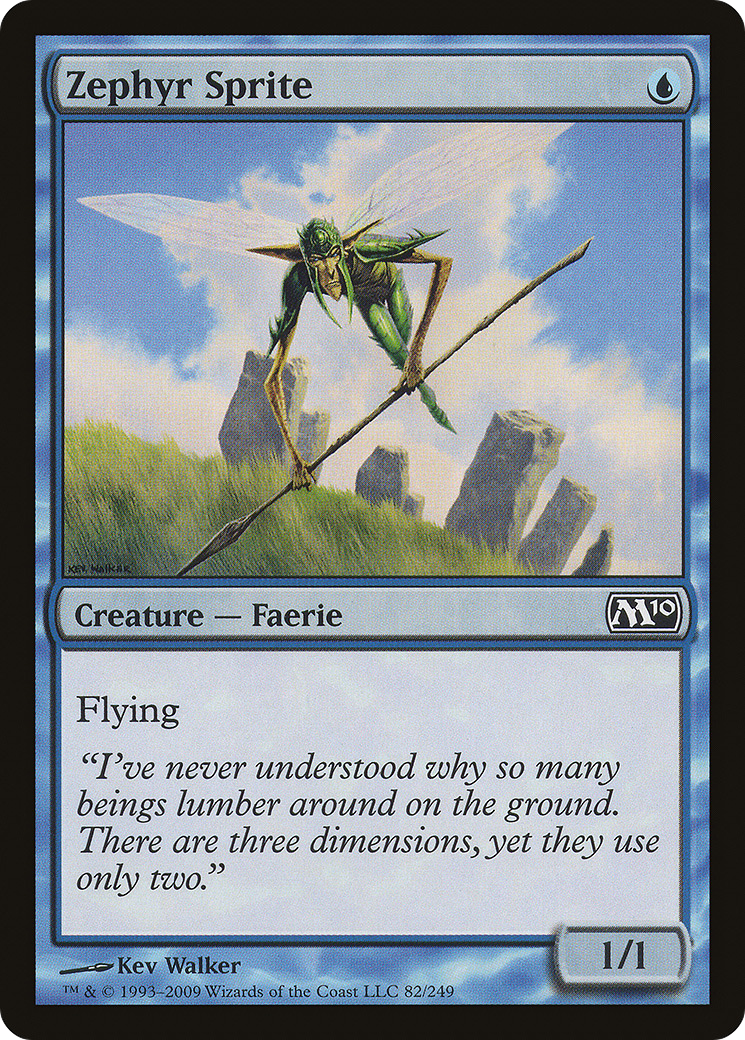 Zephyr Sprite
KEV WALKER
Creature — Faerie
M10
Flying
“I’ve never understood why so many
beings lumber around on the ground.
There are three dimensions, yet they use
only two.”
1/1
Kev Walker
™ & © 1993–2009 Wizards of the Coast LLC 82/249